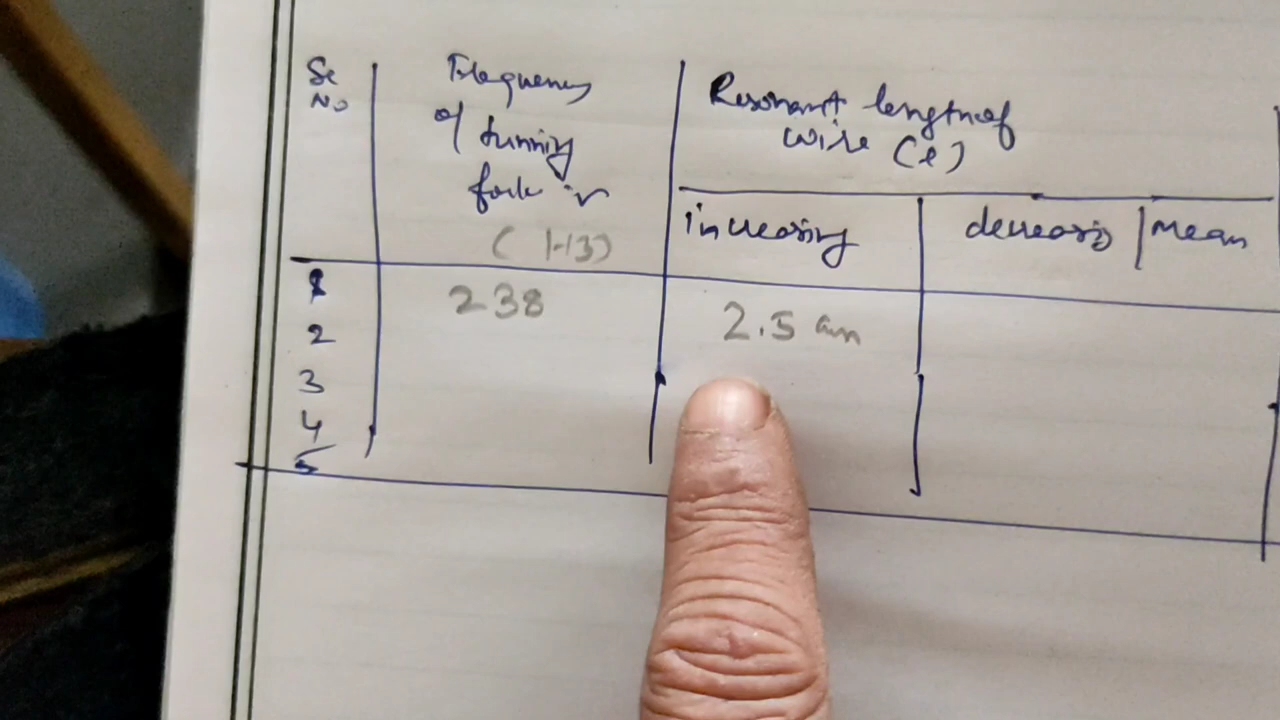 Sr No
Frequency of tunning fork ν (Hz)
Resonant length of wire (l)
increasing
decreasing
Mean
1
238
2.5 cm
2
3
4
5